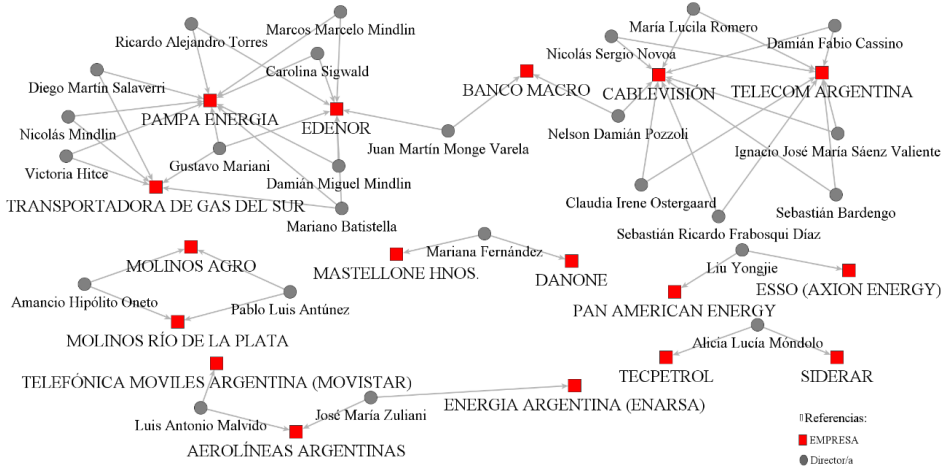 María Lucila Romero
Marcos Marcelo Mindlin
Damián Fabio Cassino
Ricardo Alejandro Torres
Nicolás Sergio Novoa
Carolina Sigwald
Diego Martin Salaverri
BANCO MACRO
CABLEVISIÓN
TELECOM ARGENTINA
PAMPA ENERGIA
EDENOR
Nicolás Mindlin
Nelson Damián Pozzoli
Juan Martín Monge Varela
Ignacio José María Sáenz Valiente
Gustavo Mariani
Victoria Hitce
Damián Miguel Mindlin
Claudia Irene Ostergaard
TRANSPORTADORA DE GAS DEL SUR
Sebastián Bardengo
Mariano Batistella
Sebastián Ricardo Frabosqui Díaz
Mariana Fernández
MOLINOS AGRO
MASTELLONE HNOS.
DANONE
Liu Yongjie
ESSO (AXION ENERGY)
Amancio Hipólito Oneto
Pablo Luis Antúnez
PAN AMERICAN ENERGY
MOLINOS RÍO DE LA PLATA
Alicia Lucía Móndolo
TELEFÓNICA MOVILES ARGENTINA (MOVISTAR)
TECPETROL
SIDERAR
ENERGIA ARGENTINA (ENARSA)
José María Zuliani
Luis Antonio Malvido
AEROLÍNEAS ARGENTINAS
Referencias:
EMPRESA
Director/a